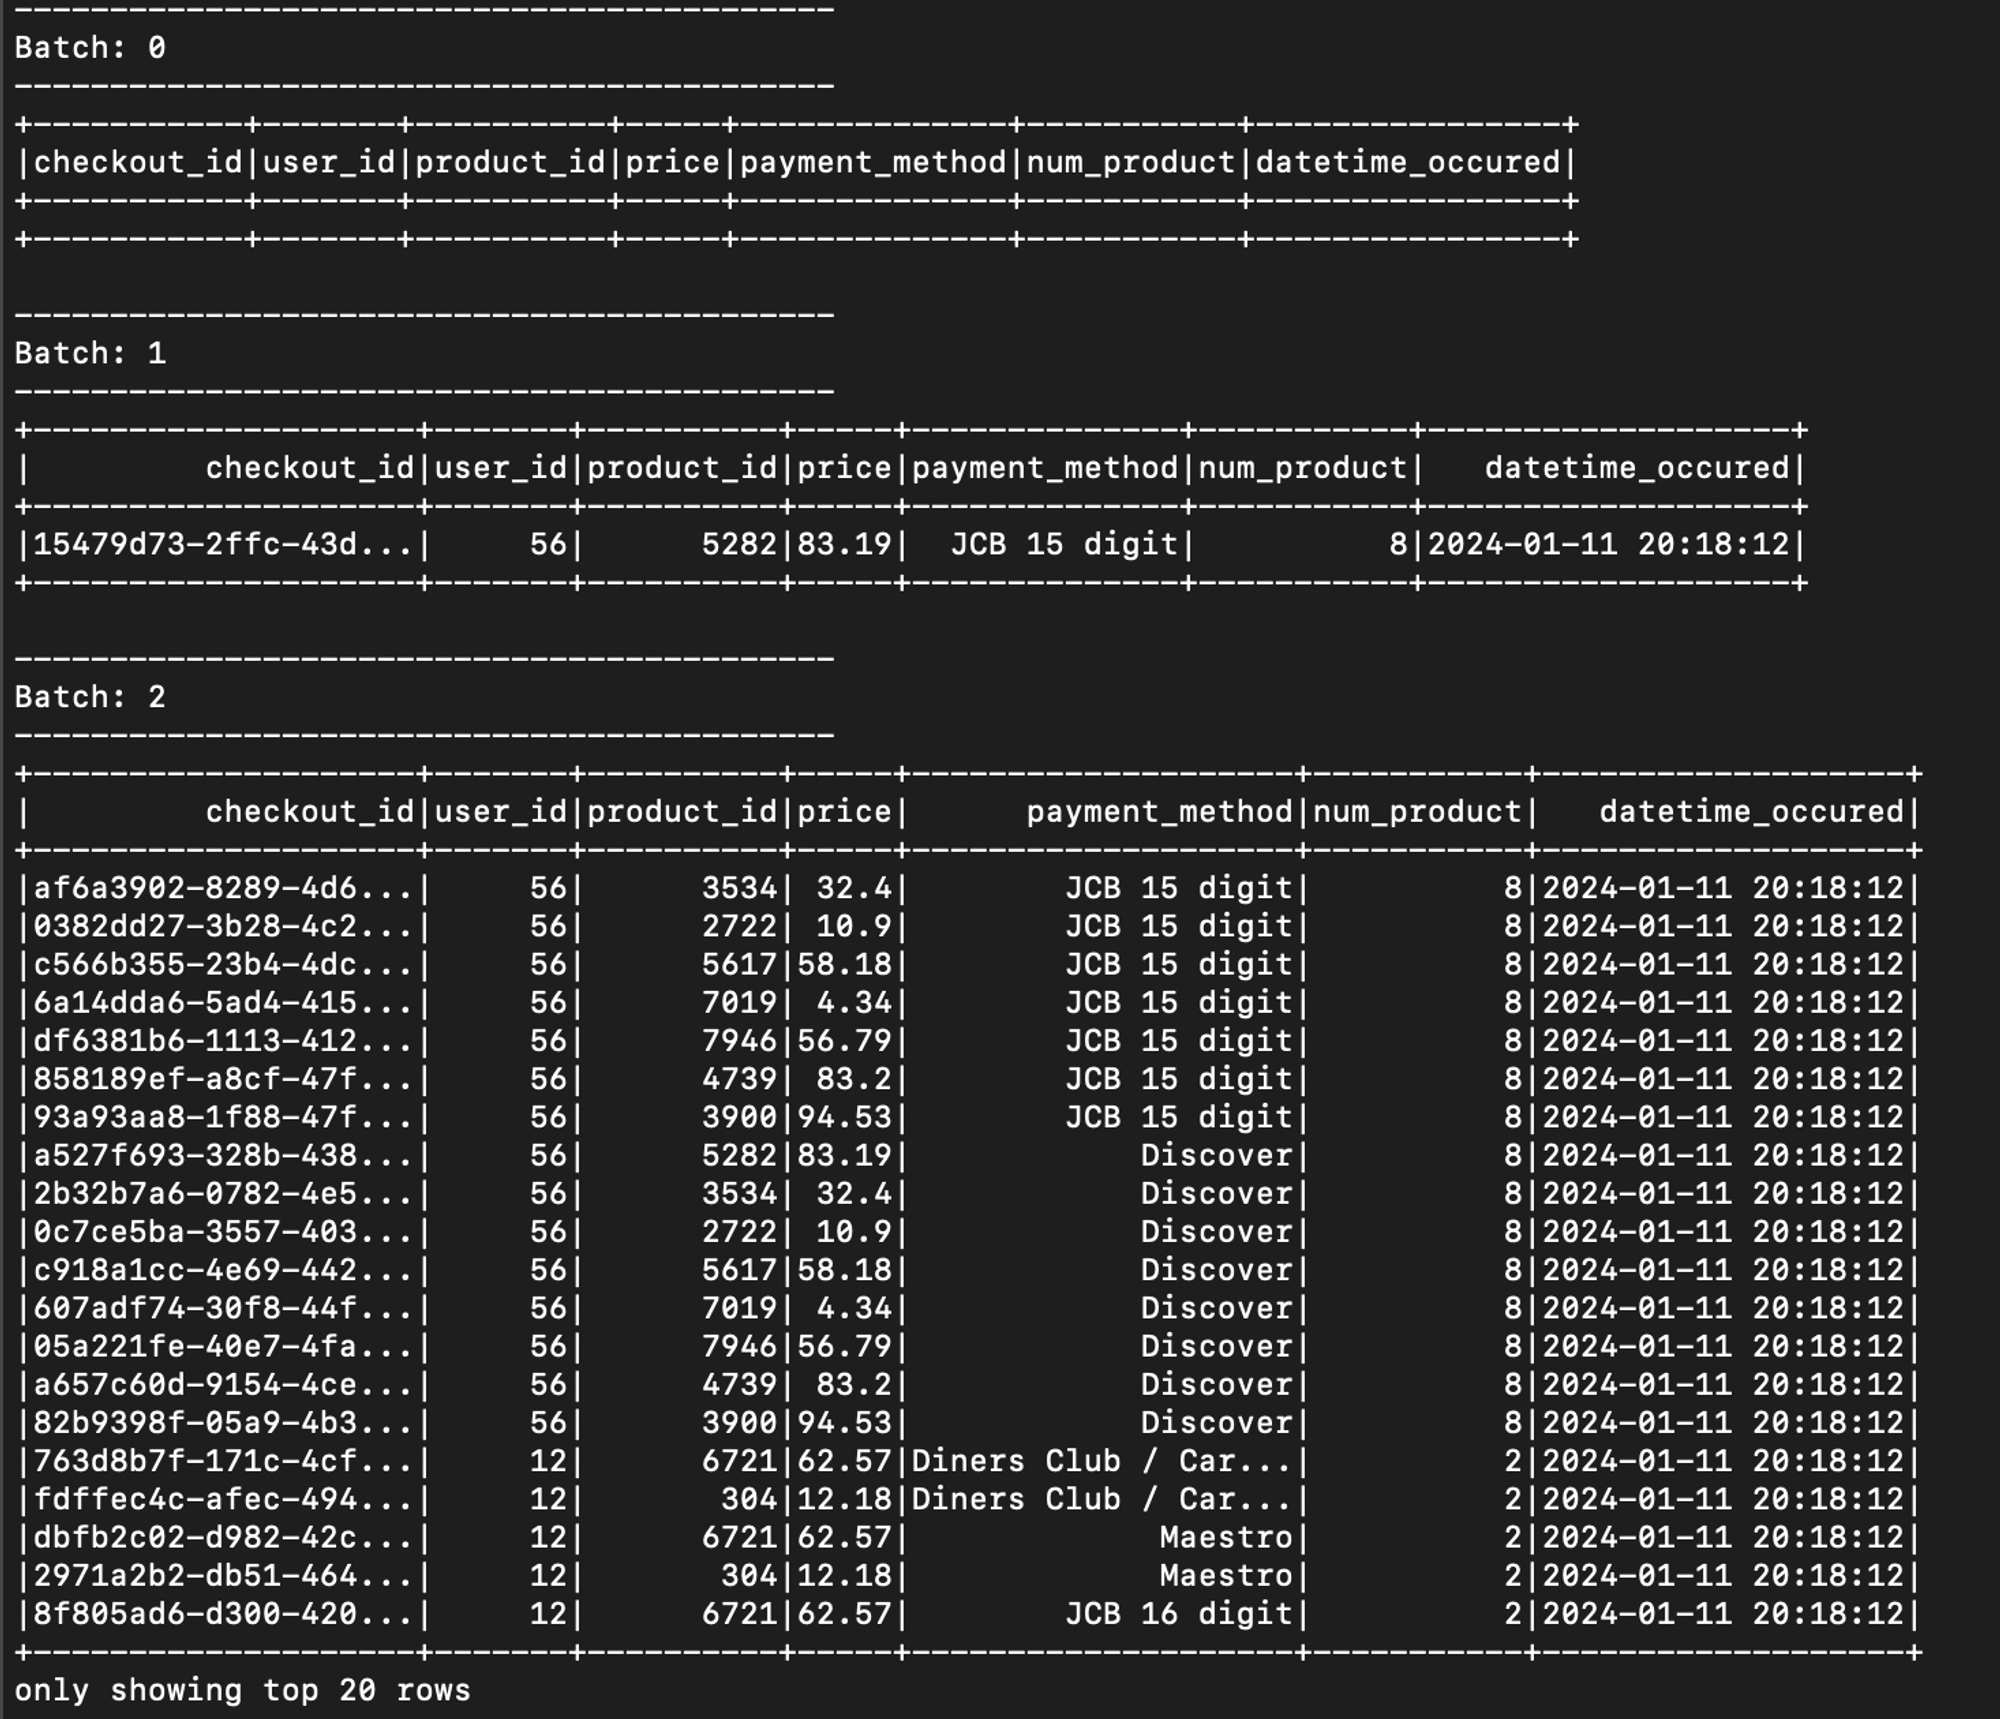 -------------------------------------------
Batch: 0
-------------------------------------------
+-----------+-------+----------+-----+--------------+-----------+----------------+
|checkout_id|user_id|product_id|price|payment_method|num_product|datetime_occured|
+-----------+-------+----------+-----+--------------+-----------+----------------+
+-----------+-------+----------+-----+--------------+-----------+----------------+
-------------------------------------------
Batch: 1
-------------------------------------------
+--------------------+-------+----------+-----+--------------+-----------+-------------------+
|         checkout_id|user_id|product_id|price|payment_method|num_product|   datetime_occured|
+--------------------+-------+----------+-----+--------------+-----------+-------------------+
|15479d73-2ffc-43d...|     56|      5282|83.19|  JCB 15 digit|          8|2024-01-11 20:18:12|
+--------------------+-------+----------+-----+--------------+-----------+-------------------+
-------------------------------------------
Batch: 2
-------------------------------------------
+--------------------+-------+----------+-----+--------------------+-----------+-------------------+
|         checkout_id|user_id|product_id|price|      payment_method|num_product|   datetime_occured|
+--------------------+-------+----------+-----+--------------------+-----------+-------------------+
|af6a3902-8289-4d6...|     56|      3534| 32.4|        JCB 15 digit|          8|2024-01-11 20:18:12|
|0382dd27-3b28-4c2...|     56|      2722| 10.9|        JCB 15 digit|          8|2024-01-11 20:18:12|
|c566b355-23b4-4dc...|     56|      5617|58.18|        JCB 15 digit|          8|2024-01-11 20:18:12|
|6a14dda6-5ad4-415...|     56|      7019| 4.34|        JCB 15 digit|          8|2024-01-11 20:18:12|
|df6381b6-1113-412...|     56|      7946|56.79|        JCB 15 digit|          8|2024-01-11 20:18:12|
|858189ef-a8cf-47f...|     56|      4739| 83.2|        JCB 15 digit|          8|2024-01-11 20:18:12|
|93a93aa8-1f88-47f...|     56|      3900|94.53|        JCB 15 digit|          8|2024-01-11 20:18:12|
|a527f693-328b-438...|     56|      5282|83.19|            Discover|          8|2024-01-11 20:18:12|
|2b32b7a6-0782-4e5...|     56|      3534| 32.4|            Discover|          8|2024-01-11 20:18:12|
|0c7ce5ba-3557-403...|     56|      2722| 10.9|            Discover|          8|2024-01-11 20:18:12|
|c918a1cc-4e69-442...|     56|      5617|58.18|            Discover|          8|2024-01-11 20:18:12|
|607adf74-30f8-44f...|     56|      7019| 4.34|            Discover|          8|2024-01-11 20:18:12|
|05a221fe-40e7-4fa...|     56|      7946|56.79|            Discover|          8|2024-01-11 20:18:12|
|a657c60d-9154-4ce...|     56|      4739| 83.2|            Discover|          8|2024-01-11 20:18:12|
|82b9398f-05a9-4b3...|     56|      3900|94.53|            Discover|          8|2024-01-11 20:18:12|
|763d8b7f-171c-4cf...|     12|      6721|62.57|Diners Club / Car...|          2|2024-01-11 20:18:12|
|fdffec4c-afec-494...|     12|       304|12.18|Diners Club / Car...|          2|2024-01-11 20:18:12|
|dbfb2c02-d982-42c...|     12|      6721|62.57|             Maestro|          2|2024-01-11 20:18:12|
|2971a2b2-db51-464...|     12|       304|12.18|             Maestro|          2|2024-01-11 20:18:12|
|8f805ad6-d300-420...|     12|      6721|62.57|        JCB 16 digit|          2|2024-01-11 20:18:12|
+--------------------+-------+----------+-----+--------------------+-----------+-------------------+
only showing top 20 rows